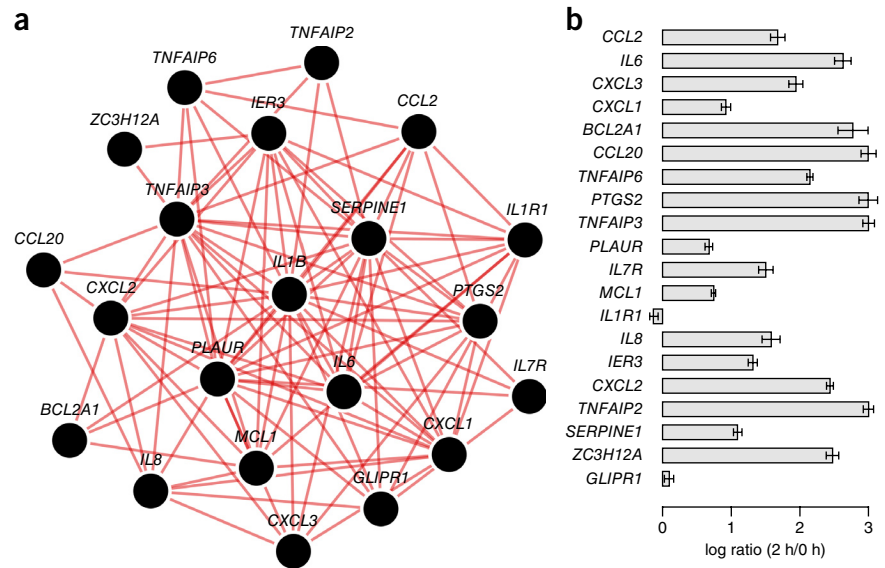 a
TNFAIP2
TNFAIP6
IER3
CCL2
ZC3H12A
TNFAIP3
SERPINE1
IL1R1
CCL20
IL1B
CXCL2
PTGS2
PLAUR
IL6
IL7R
BCL2A1
CXCL1
MCL1
IL8
GLIPR1
CXCL3
b
CCL2
IL6
CXCL3
CXCL1
BCL2A1
CCL20
TNFAIP6
PTGS2
TNFAIP3
PLAUR
IL7R
MCL1
IL1R1
IL8
IER3
CXCL2
TNFAIP2
SERPINE1
ZC3H12A
GLIPR1
0 1 2 3
log ratio (2 h/0 h)